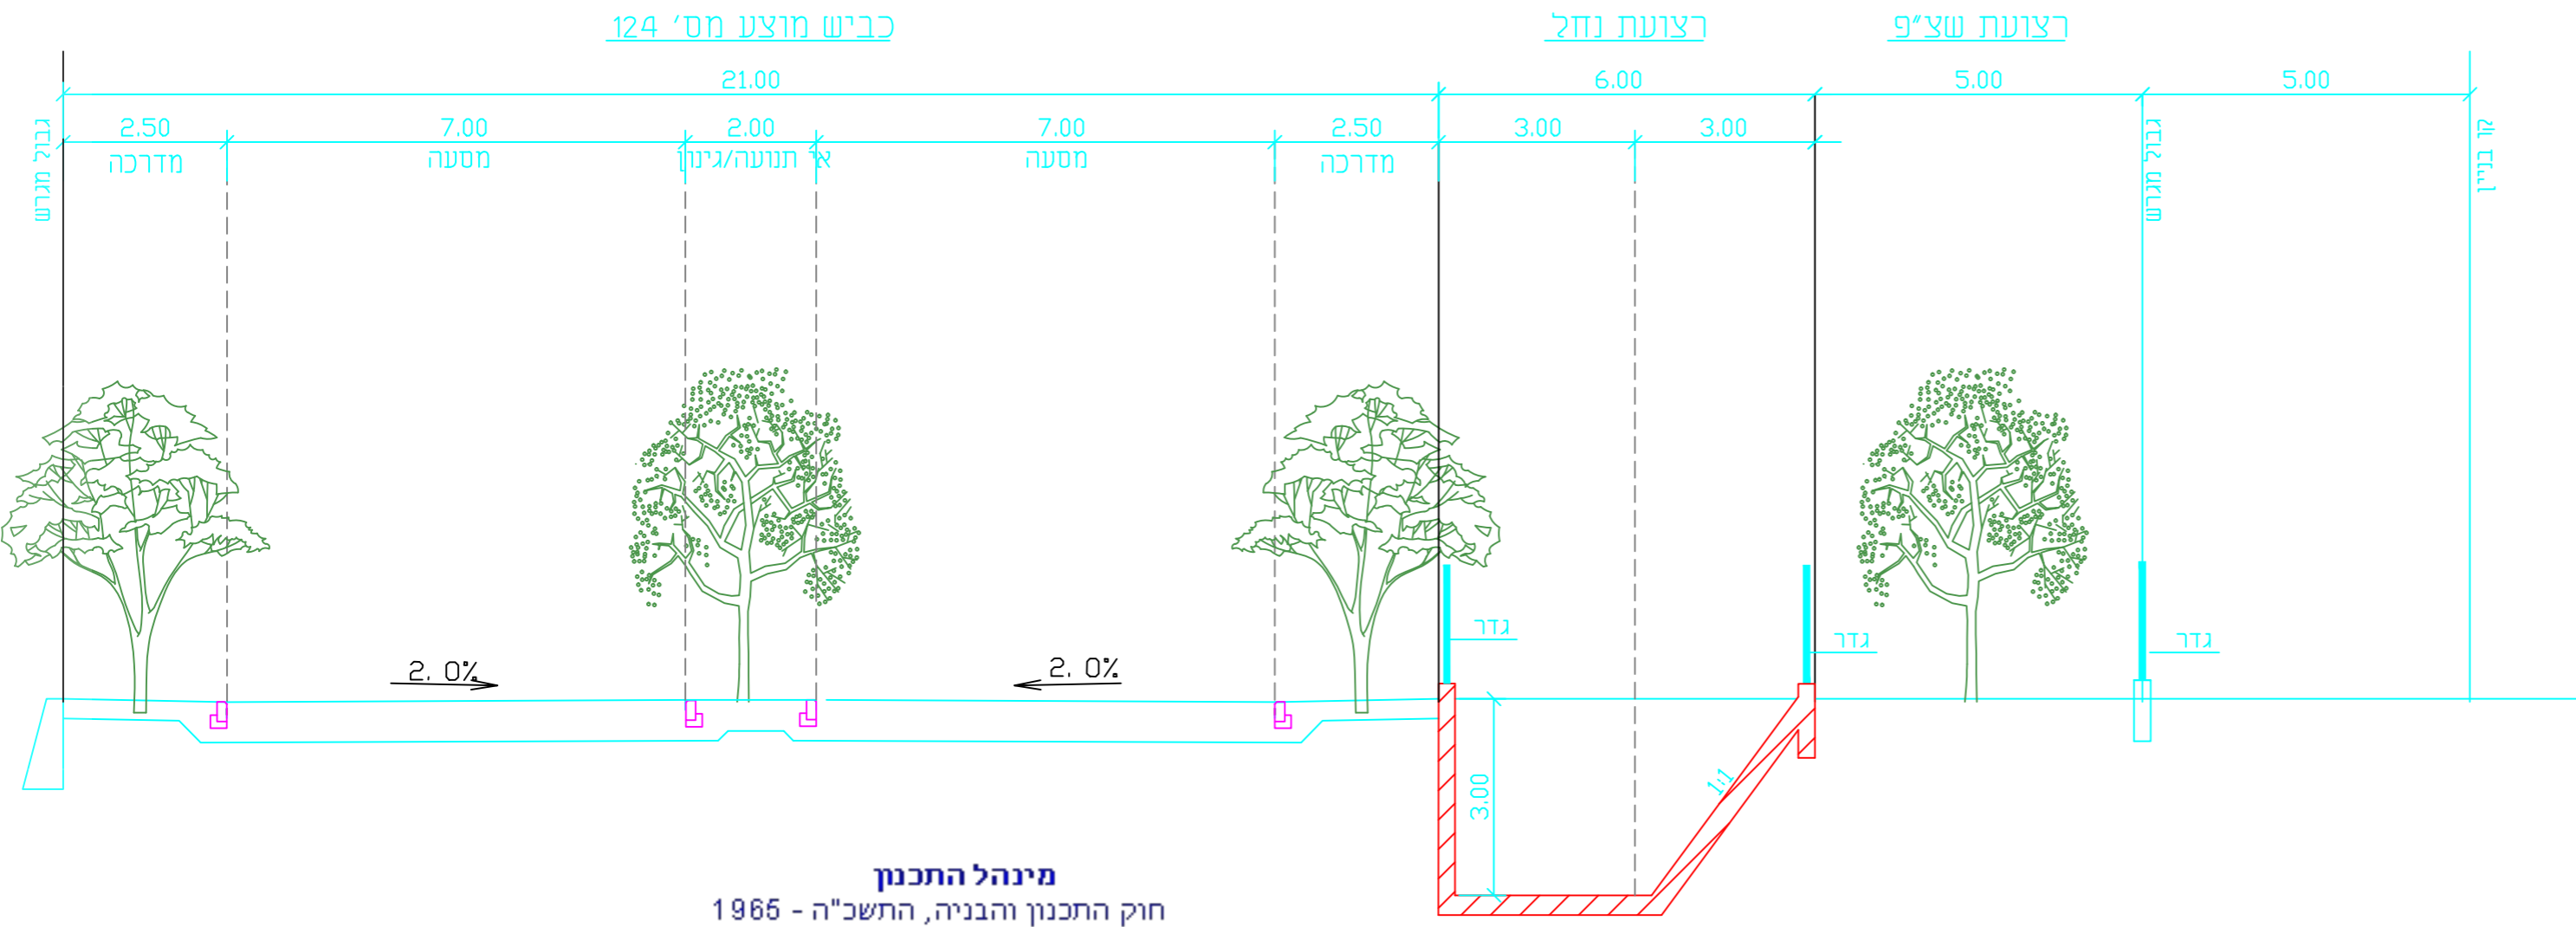 כביש מוצע מס' 124
רצועת נחל
רצועת שצ"פ
21.00
6.00
5.00
5.00
2.50
7.00
2.00
7.00
2.50
3.00
3.00
מדרכה
מסעה
אי תנועה/גינון
מסעה
מדרכה
גבול מגרש
גבול מגרש
קו בניין
גדר
גדר
גדר
2.0%
2.0%
3.00
1:1
מינהל התכנון
חוק התכנון והבניה, התשכ"ה - 1965